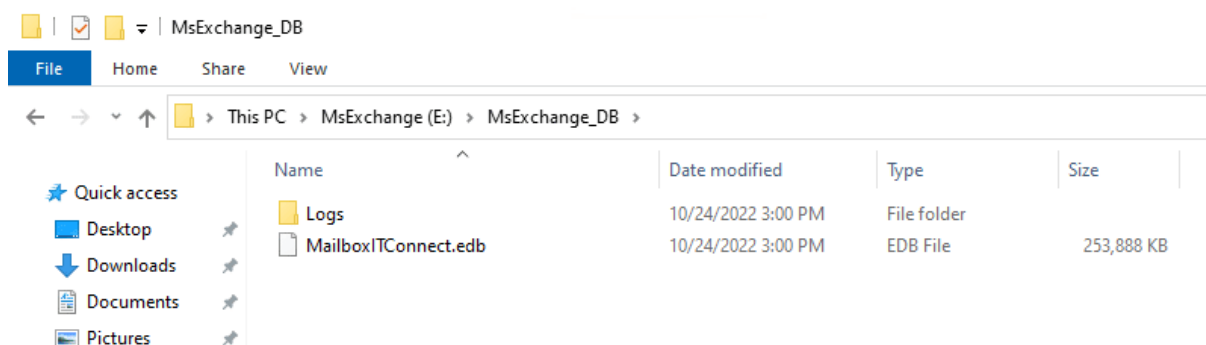 MsExchange_DB
File Home Share View
This PC > MsExchange (E:) > MsExchange_DB >
Name Date modified Type Size
Quick access
Logs 10/24/2022 3:00 PM File folder
Desktop
MailboxITConnect.edb 10/24/2022 3:00 PM EDB File 253,888 KB
Downloads
Documents
Pictures